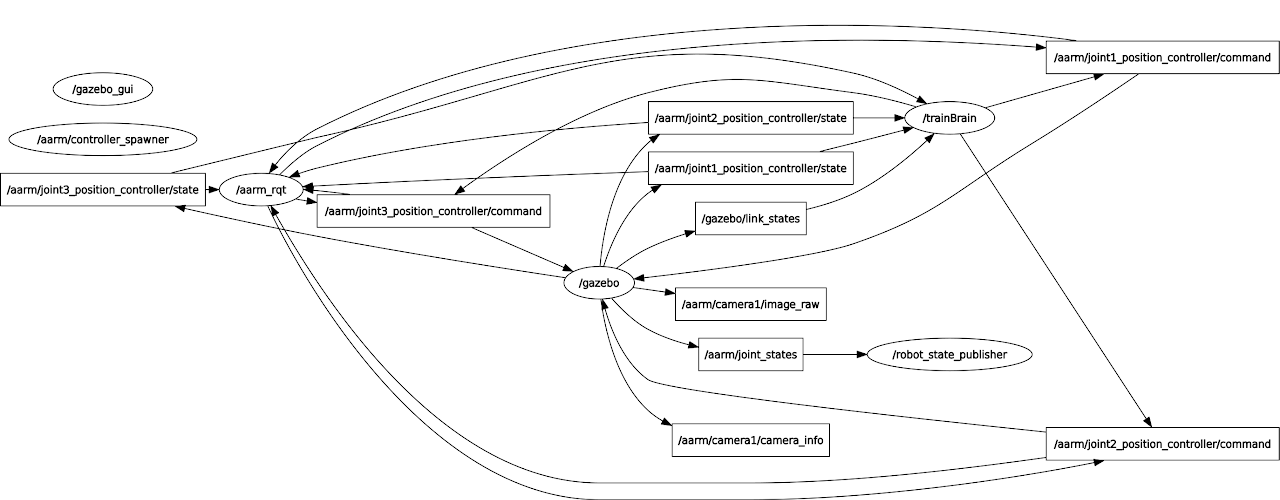 /aarm/joint1_position_controller/command
/gazebo_gui
/aarm/joint2_position_controller/state
/trainBrain
/aarm/controller_spawner
/aarm/joint1_position_controller/state
/aarm/joint3_position_controller/state
/aarm_rqt
/aarm/joint3_position_controller/command
/gazebo/link_states
/gazebo
/aarm/camera1/image_raw
/aarm/joint_states
/robot_state_publisher
/aarm/camera1/camera_info
/aarm/joint2_position_controller/command